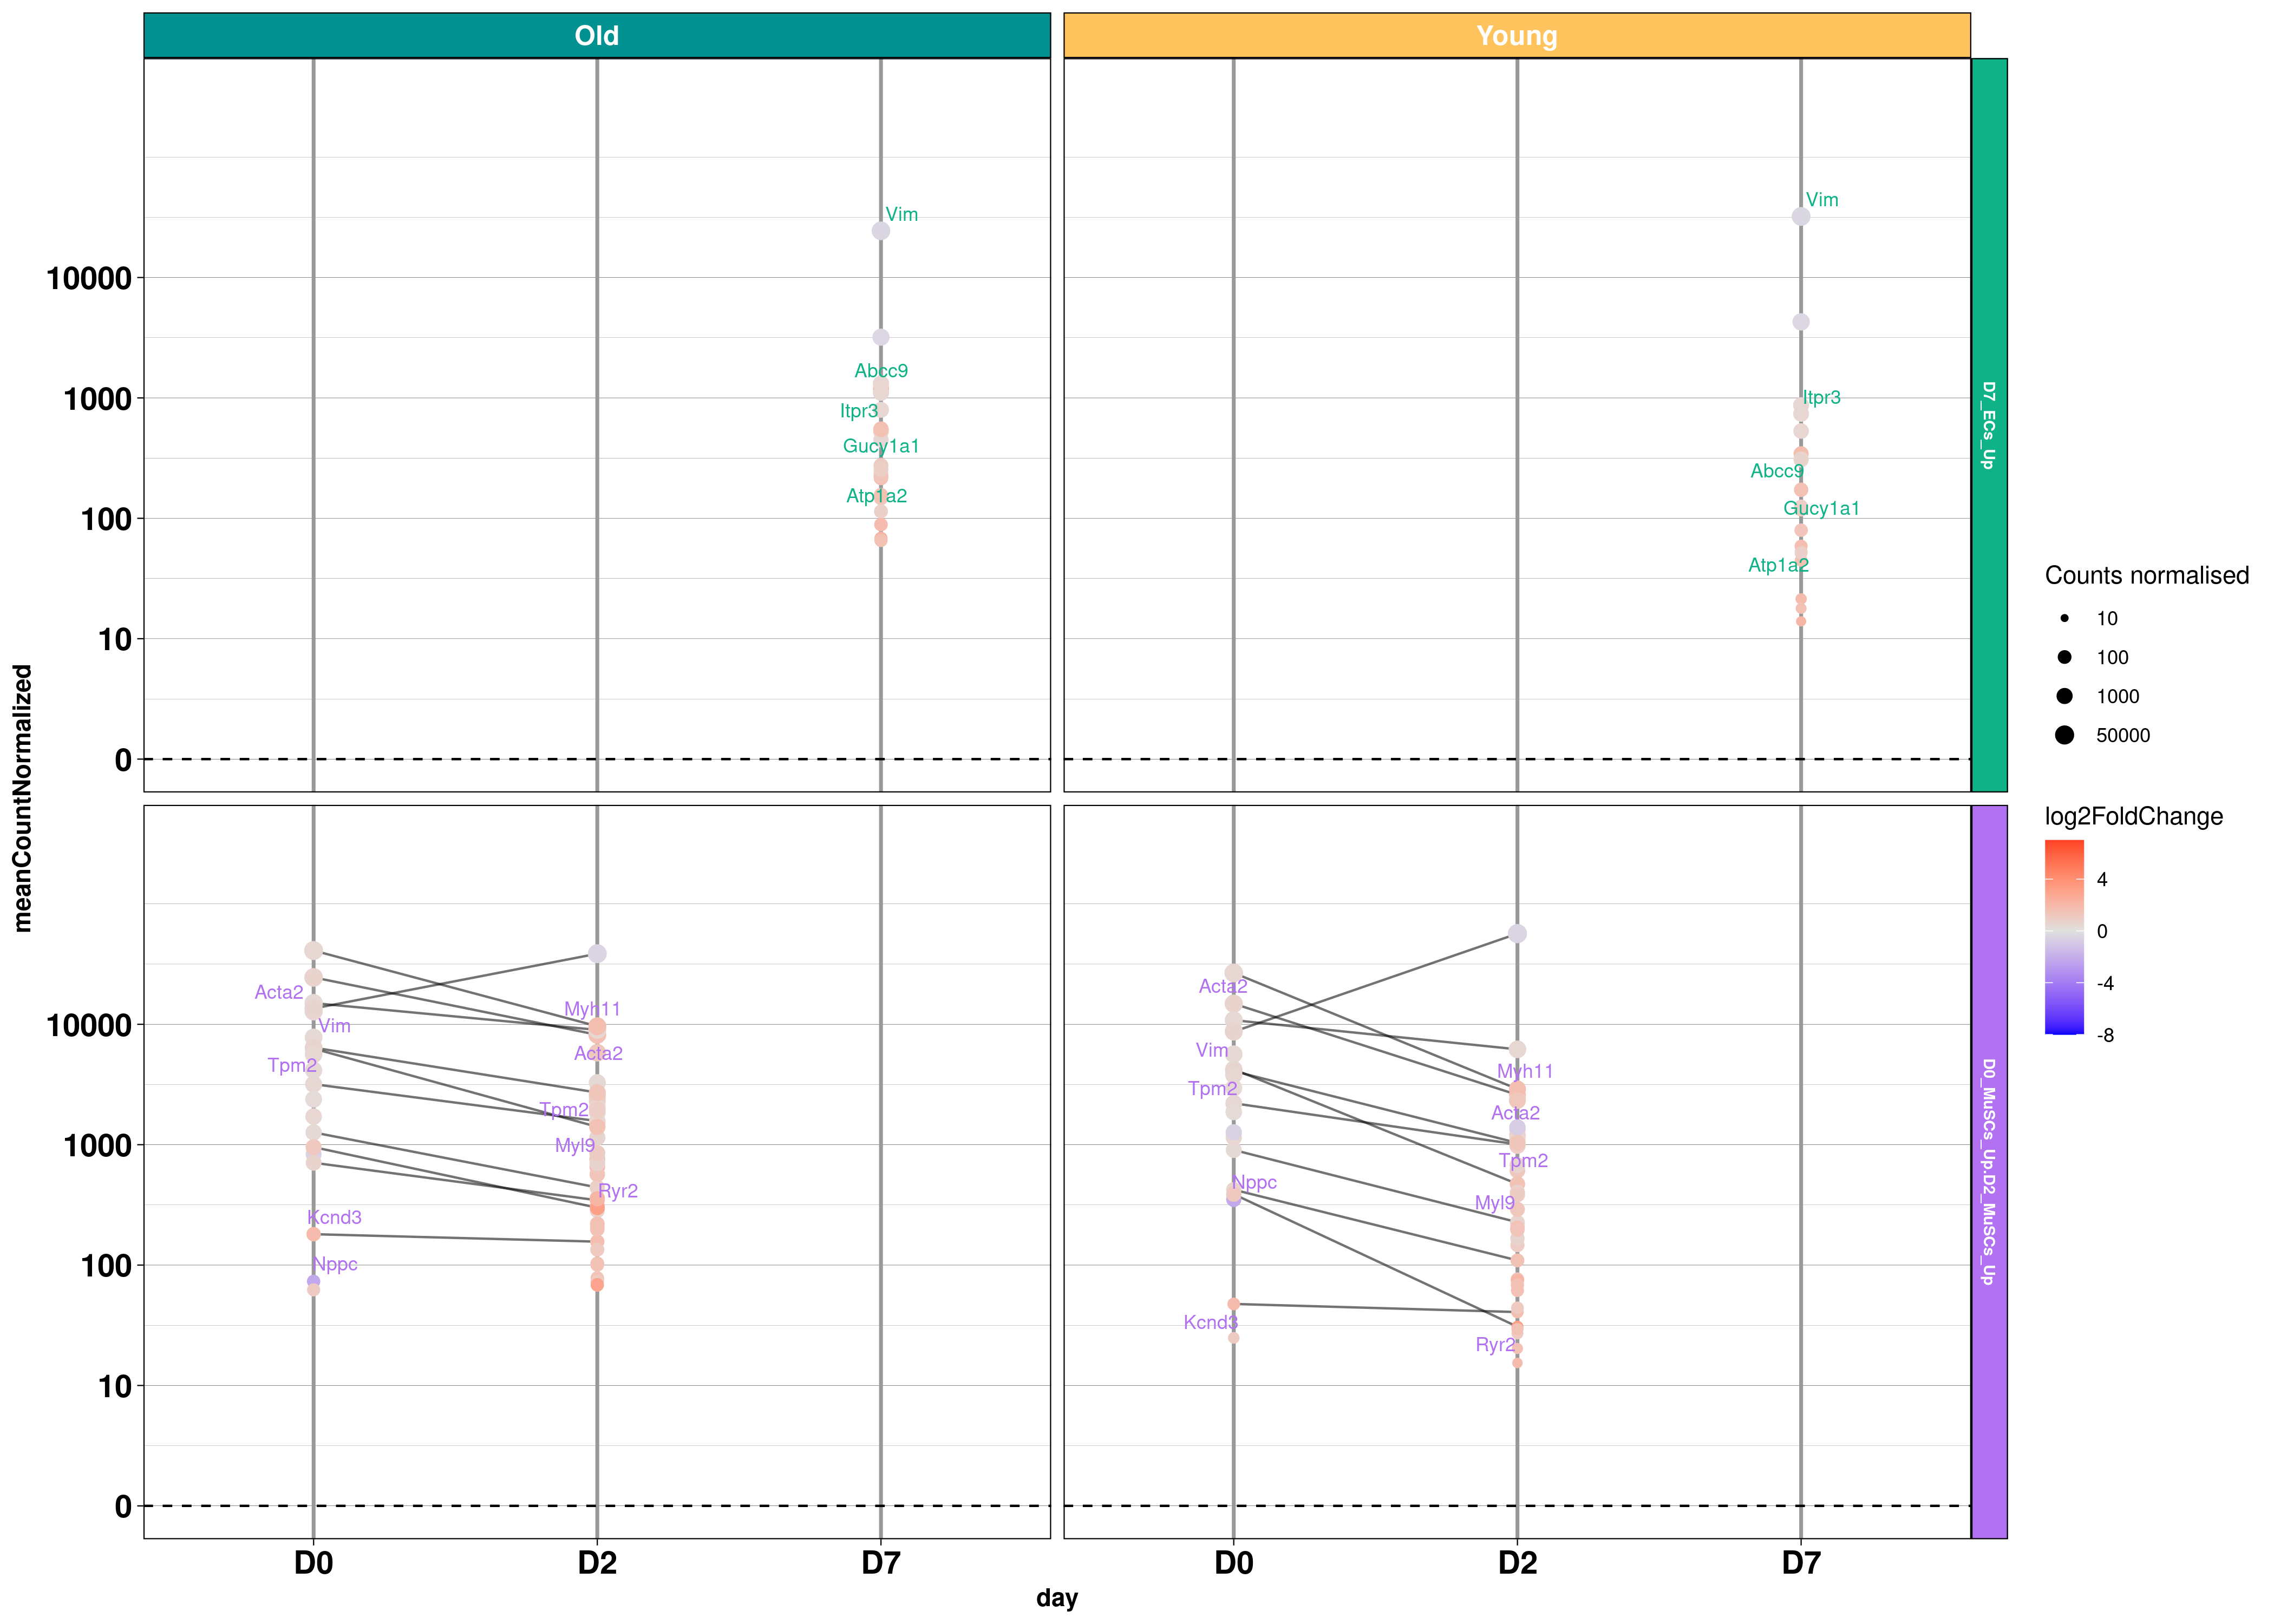 Old
Young
D7_ECs_Up
D0_MuSCs_Up.D2_MuSCs_Up
meanCountNormalized
10000
1000
100
10
0
Vim
Abcc9
Itpr3
Gucy1a1
Atp1a2
Vim
Itpr3
Abcc9
Gucy1a1
Atp1a2
10000
1000
100
10
0
Acta2
Vim
Tpm2
Kcnd3
Nppc
Myh11
Acta2
Tpm2
Myl9
Ryr2
Acta2
Vim
Tpm2
Nppc
Kcnd3
Myh11
Acta2
Tpm2
Myl9
Ryr2
D0
D2
D7
D0
D2
D7
day
Counts normalised
10
100
1000
50000
log2FoldChange
4
0
-4
-8